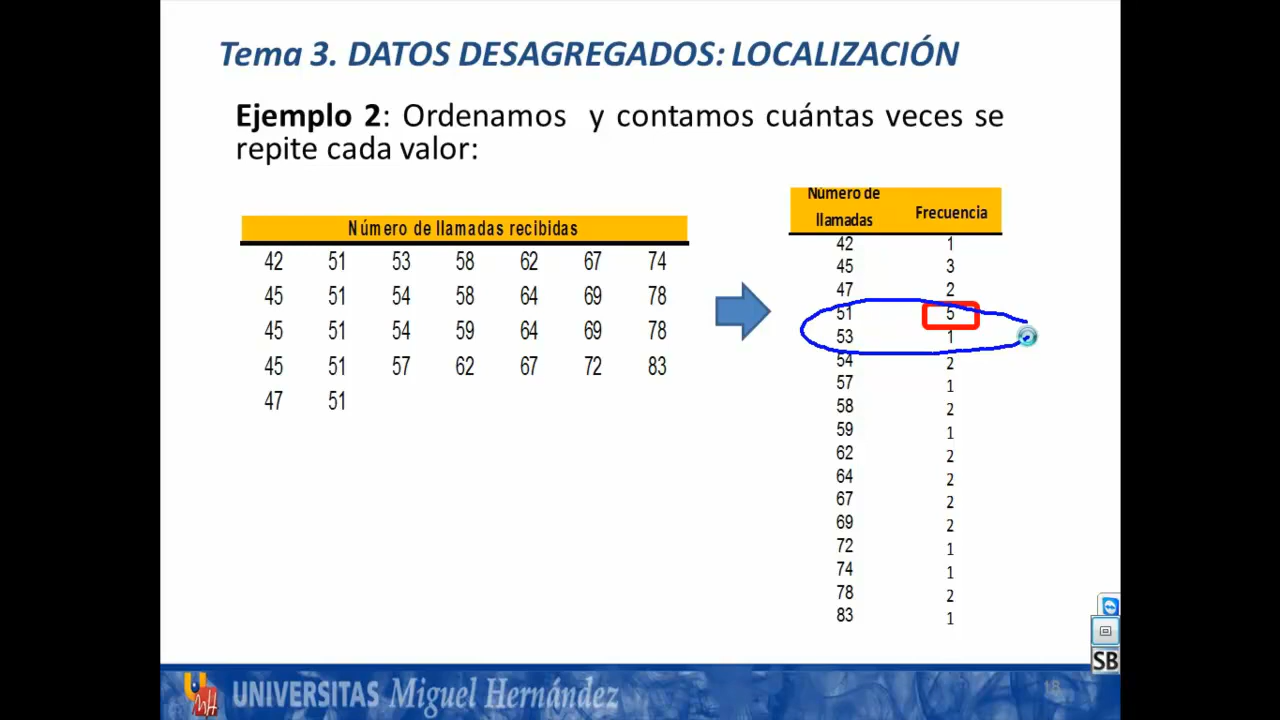 Tema 3. DATOS DESAGREGADOS: LOCALIZACIÓN
Ejemplo 2: Ordenamos y contamos cuántas veces se
repite cada valor:
Número de llamadas recibidas
42 51 53 58 62 67 74
45 51 54 58 64 69 78
45 51 54 59 64 69 78
45 51 57 62 67 72 83
47 51
Número de
llamadas Frecuencia
42 1
45 3
47 2
51 5
53 1
54 2
57 1
58 2
59 1
62 2
64 2
67 2
69 2
72 1
74 1
78 2
83 1
SB
UNIVERSITAS Miguel Hernández
18